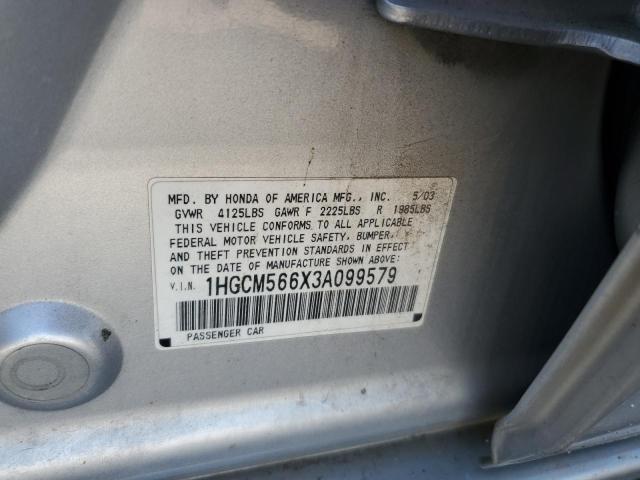 MFD. BY HONDA OF AMERICA MFG., INC. 5/03
GVWR 4125LBS GAWR F 2225LBS R 1985LBS
THIS VEHICLE CONFORMS TO ALL APPLICABLE
FEDERAL MOTOR VEHICLE SAFETY, BUMPER,
AND THEFT PREVENTION STANDARDS IN EFFECT
ON THE DATE OF MANUFACTURE SHOWN ABOVE.
V.I.N. 1HGCM566X3A099579
PASSENGER CAR